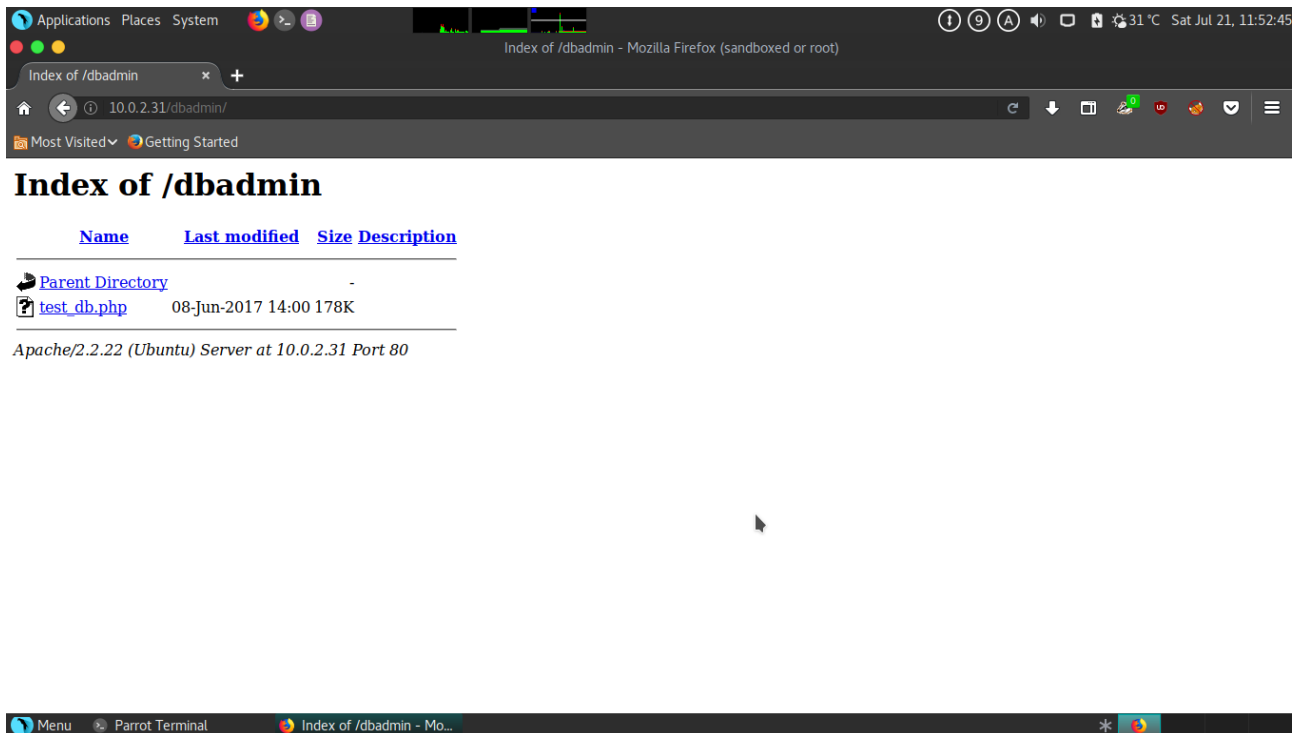 Applications Places System 31 °C Sat Jul 21, 11:52:45
Index of /dbadmin - Mozilla Firefox (sandboxed or root)
Index of /dbadmin × +
10.0.2.31/dbadmin/ 0
Most Visited Getting Started
Index of /dbadmin
Name Last modified Size Description
Parent Directory -
test_db.php 08-Jun-2017 14:00 178K
Apache/2.2.22 (Ubuntu) Server at 10.0.2.31 Port 80
Menu Parrot Terminal Index of /dbadmin - Mo...